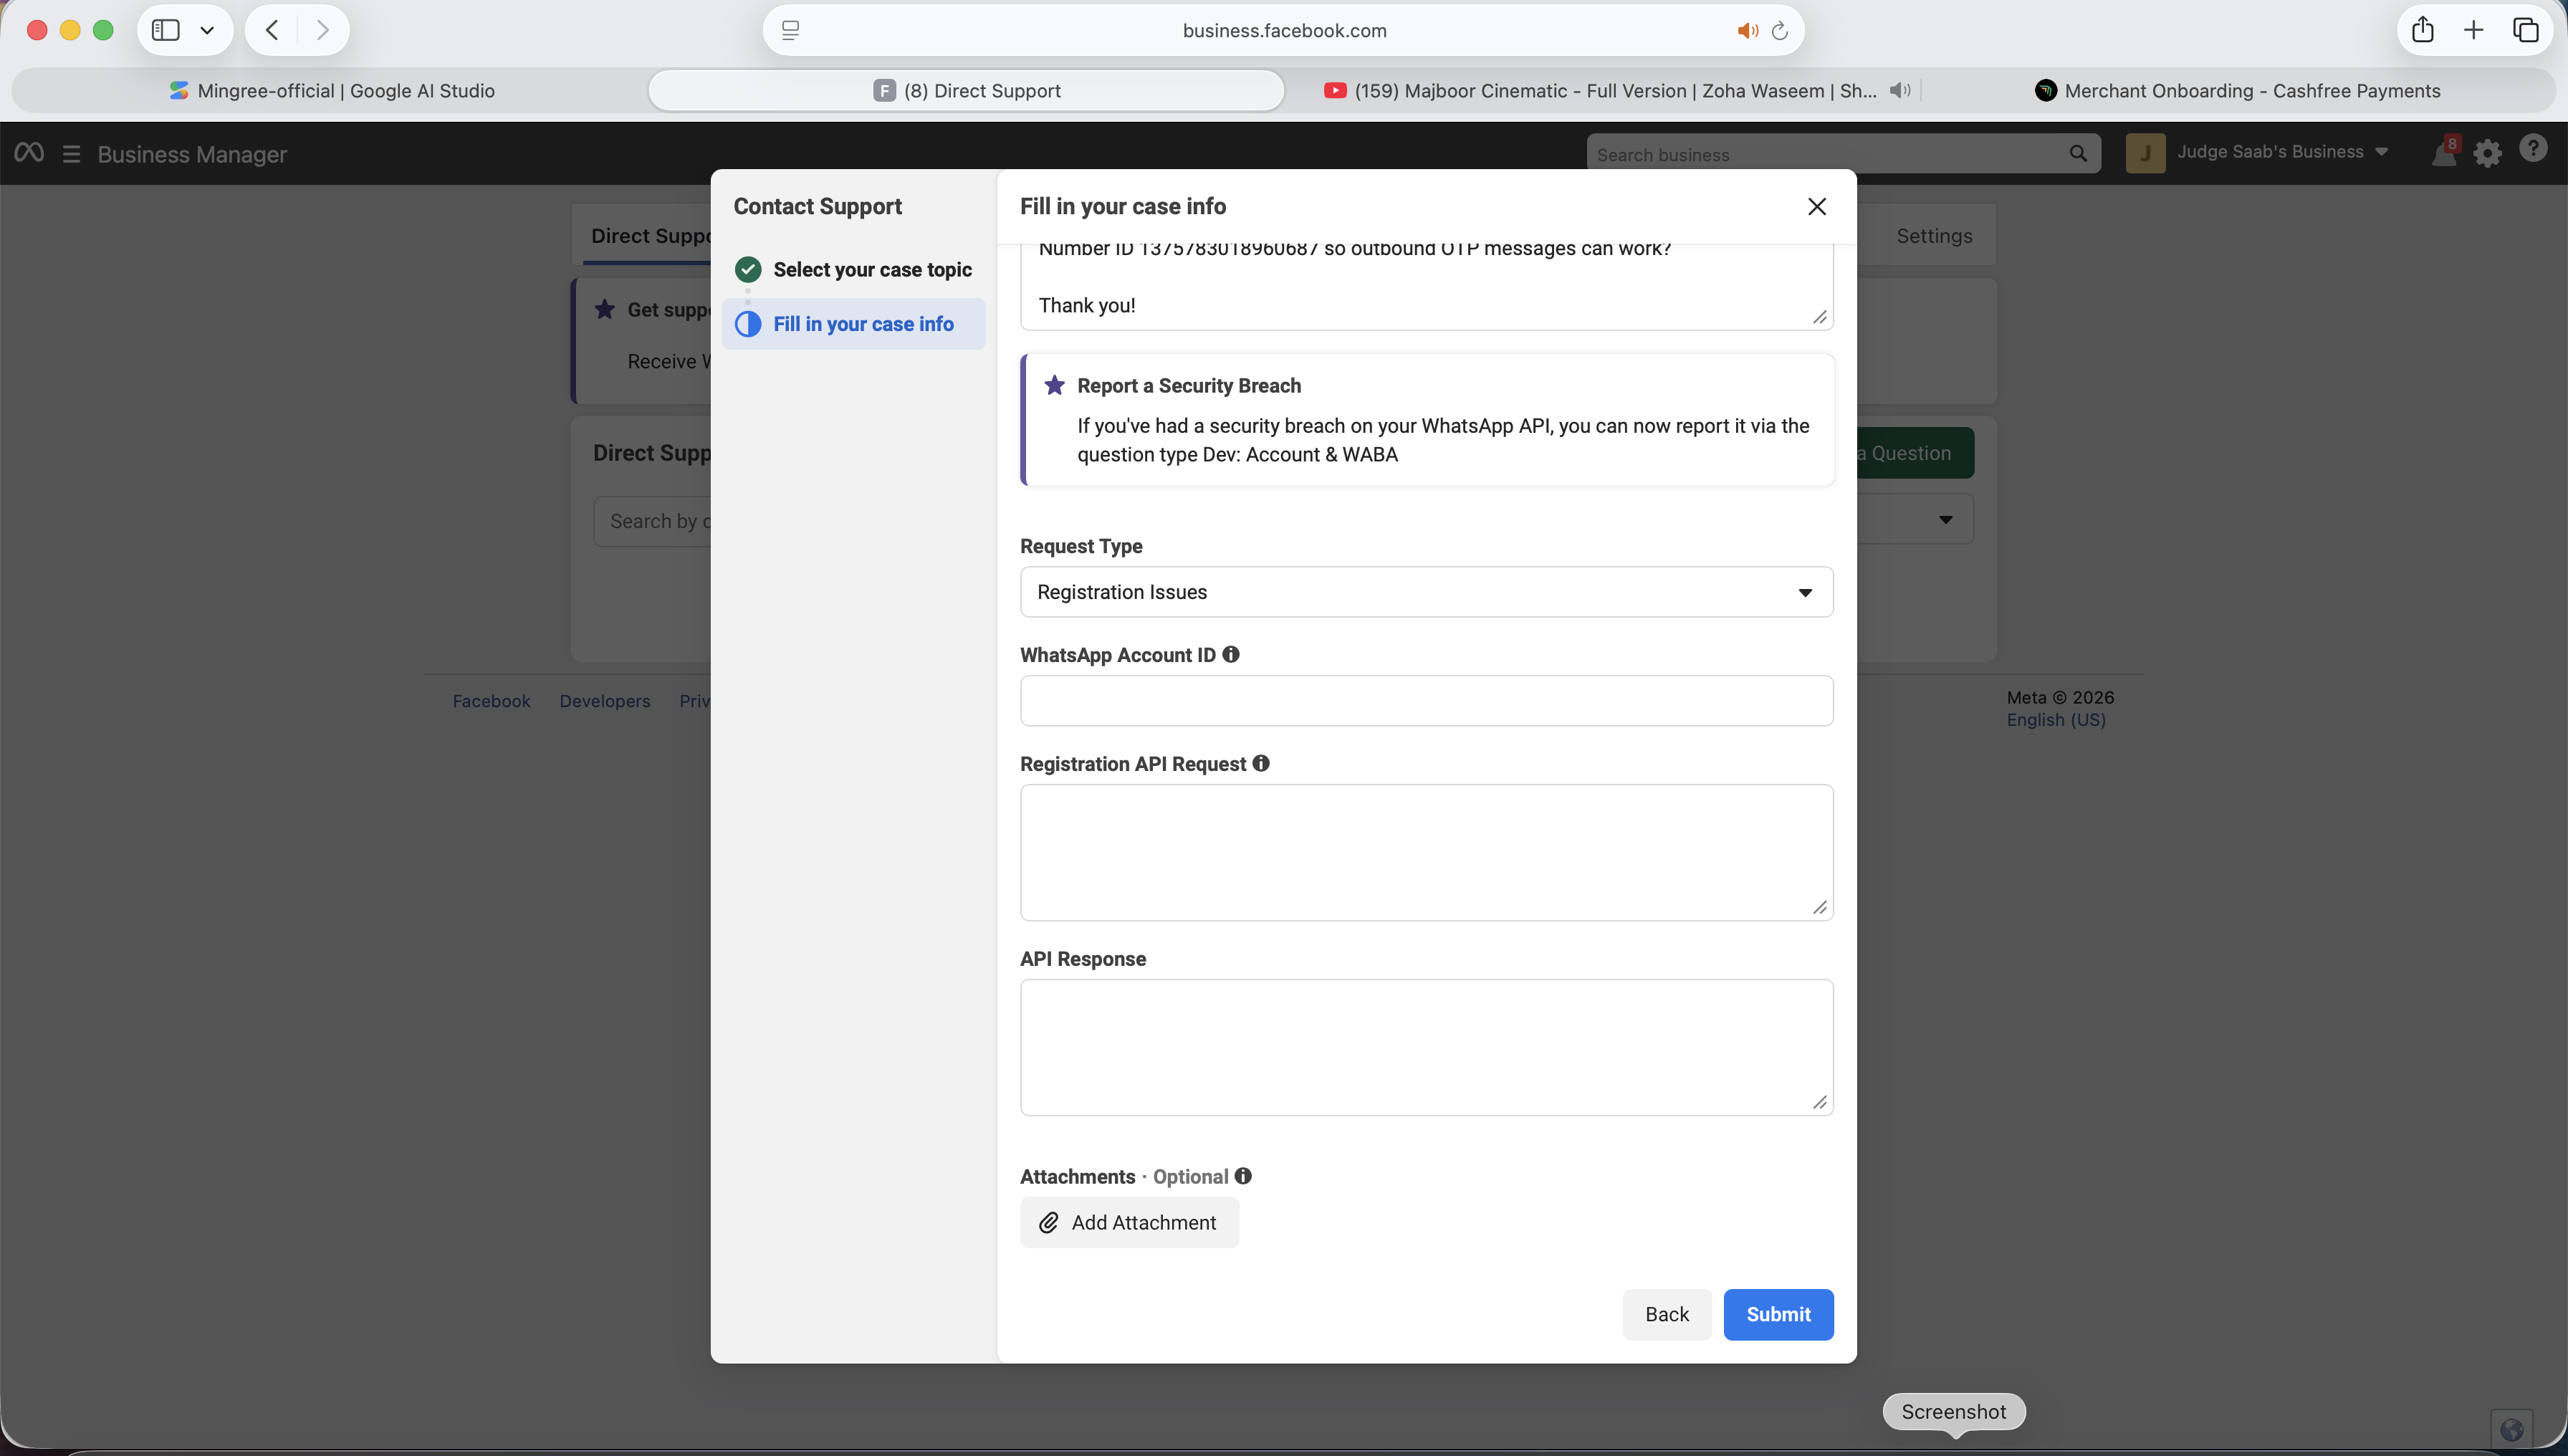 business.facebook.com
Mingree-official | Google AI Studio
F (8) Direct Support
(159) Majboor Cinematic - Full Version | Zoha Waseem | Sh...
Merchant Onboarding - Cashfree Payments
Business Manager
Search business
J Judge Saab's Business
8
?
Contact Support
Select your case topic
Fill in your case info
Fill in your case info
Number ID 1375783018960687 so outbound OTP messages can work?
Thank you!
Report a Security Breach
If you've had a security breach on your WhatsApp API, you can now report it via the
question type Dev: Account & WABA
Request Type
Registration Issues
WhatsApp Account ID
Registration API Request
API Response
Attachments · Optional
Add Attachment
Back
Submit
Direct Suppo
Settings
Get suppo
Receive W
Direct Supp
a Question
Search by c
Facebook
Developers
Priv
Meta © 2026
English (US)
Screenshot